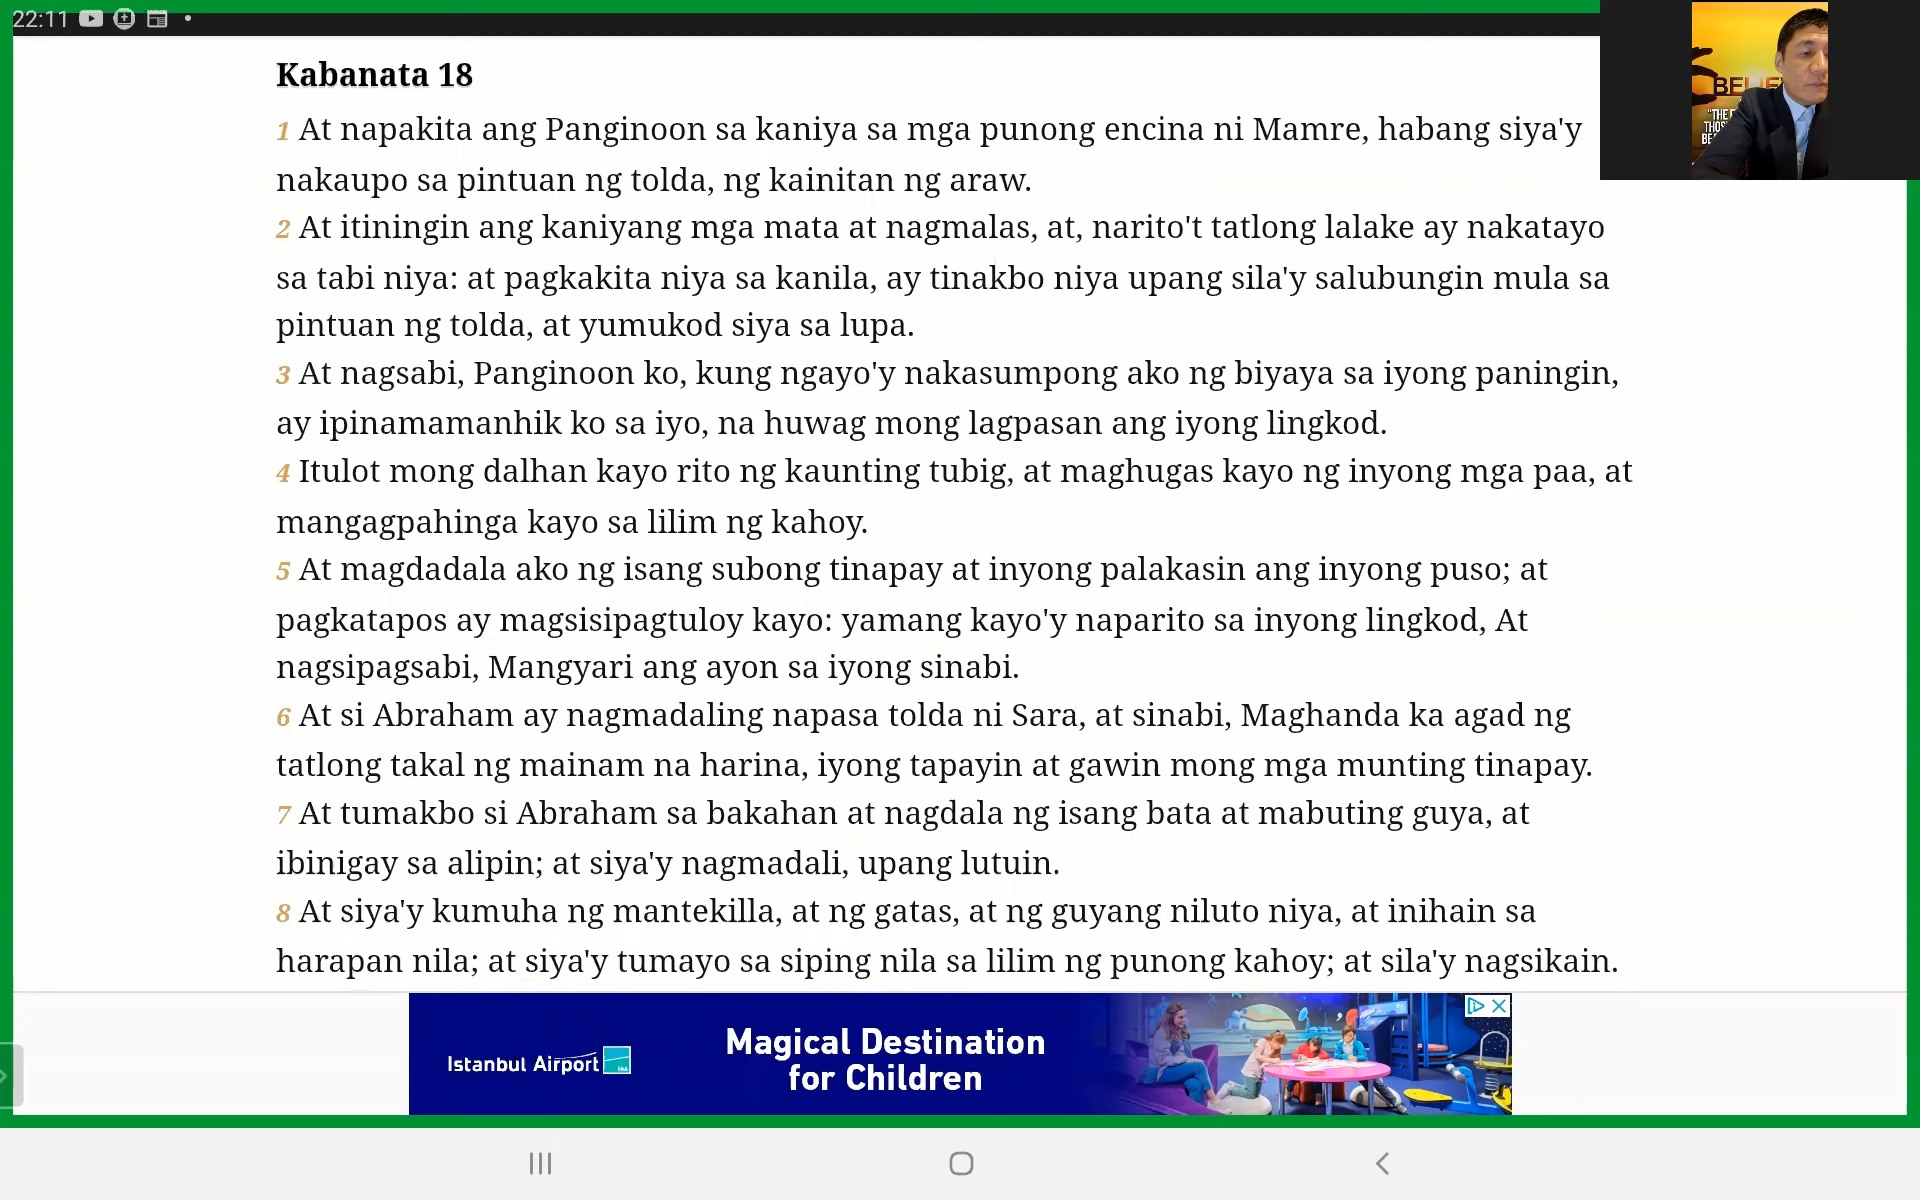 22:11
Kabanata 18
1 At napakita ang Panginoon sa kaniya sa mga punong encina ni Mamre, habang siya'y
nakaupo sa pintuan ng tolda, ng kainitan ng araw.
2 At itiningin ang kaniyang mga mata at nagmalas, at, narito't tatlong lalake ay nakatayo
sa tabi niya: at pagkakita niya sa kanila, ay tinakbo niya upang sila'y salubungin mula sa
pintuan ng tolda, at yumukod siya sa lupa.
3 At nagsabi, Panginoon ko, kung ngayo'y nakasumpong ako ng biyaya sa iyong paningin,
ay ipinamamanhik ko sa iyo, na huwag mong lagpasan ang iyong lingkod.
4 Itulot mong dalhan kayo rito ng kaunting tubig, at maghugas kayo ng inyong mga paa, at
mangagpahinga kayo sa lilim ng kahoy.
5 At magdadala ako ng isang subong tinapay at inyong palakasin ang inyong puso; at
pagkatapos ay magsisipagtuloy kayo: yamang kayo'y naparito sa inyong lingkod, At
nagsipagsabi, Mangyari ang ayon sa iyong sinabi.
6 At si Abraham ay nagmadaling napasa tolda ni Sara, at sinabi, Maghanda ka agad ng
tatlong takal ng mainam na harina, iyong tapayin at gawin mong mga munting tinapay.
7 At tumakbo si Abraham sa bakahan at nagdala ng isang bata at mabuting guya, at
ibinigay sa alipin; at siya'y nagmadali, upang lutuin.
8 At siya'y kumuha ng mantekilla, at ng gatas, at ng guyang niluto niya, at inihain sa
harapan nila; at siya'y tumayo sa siping nila sa lilim ng punong kahoy; at sila'y nagsikain.
Istanbul Airport
Magical Destination
for Children
"THE